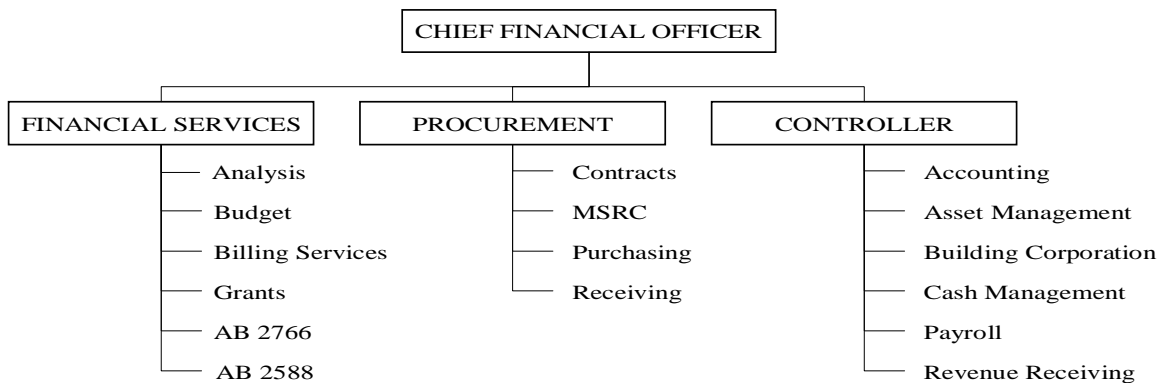 CHIEF FINANCIAL OFFICER
FINANCIAL SERVICES
Analysis
Budget
Billing Services
Grants
AB 2766
AB 2588
PROCUREMENT
Contracts
MSRC
Purchasing
Receiving
CONTROLLER
Accounting
Asset Management
Building Corporation
Cash Management
Payroll
Revenue Receiving